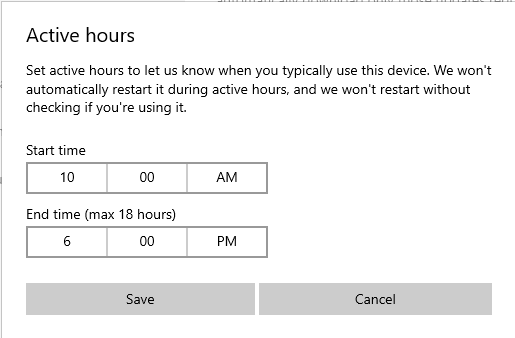 Active hours
Set active hours to let us know when you typically use this device. We won't
automatically restart it during active hours, and we won't restart without
checking if you're using it.
Start time
10 00 AM
End time (max 18 hours)
6 00 PM
Save Cancel